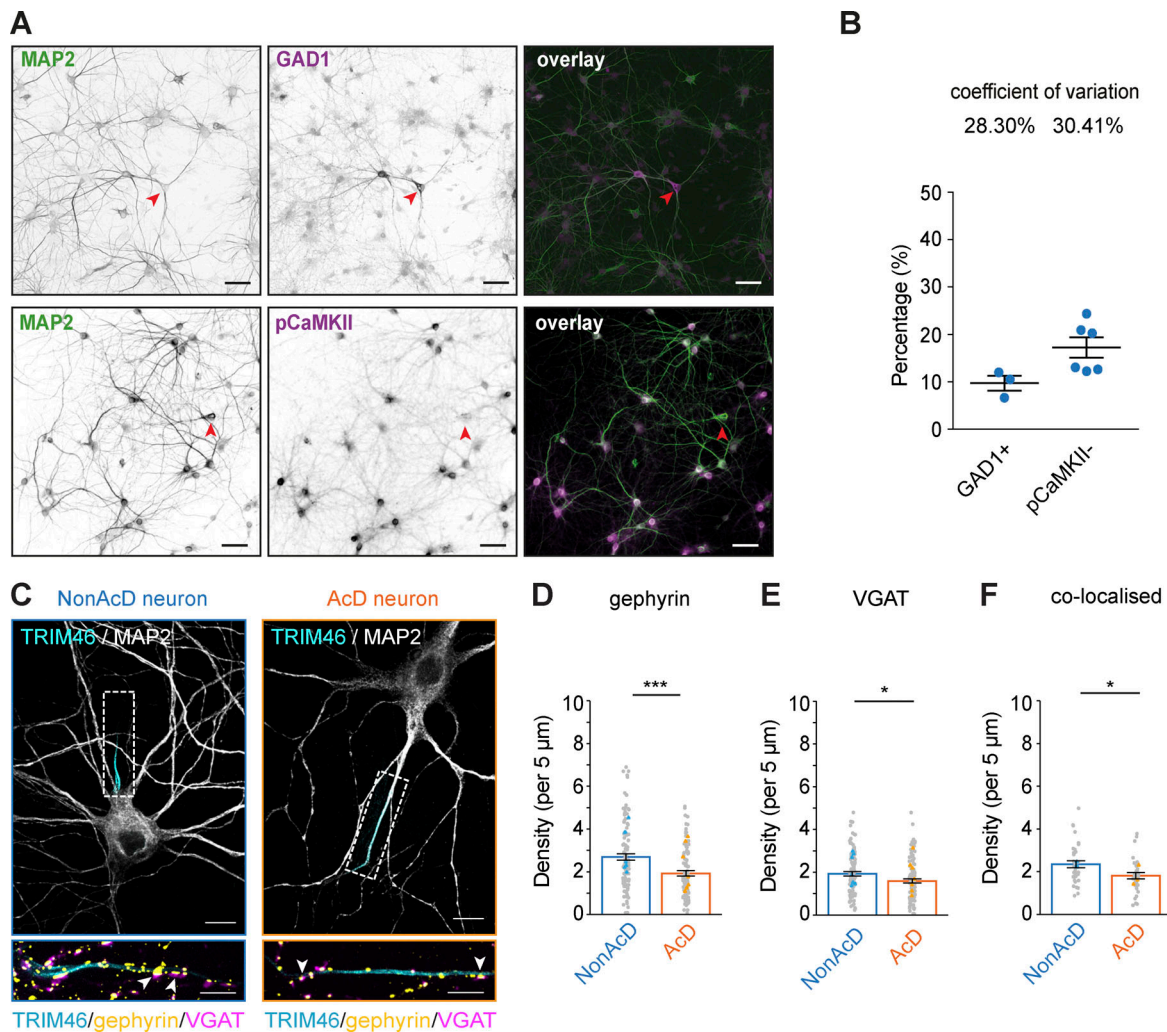 A
MAP2
GAD1
overlay
MAP2
pCaMKII
overlay
B
coefficient of variation
28.30% 30.41%
Percentage (%)
50
40
30
20
10
0
GAD1+
pCaMKII-
C
NonAcD neuron
AcD neuron
TRIM46 / MAP2
TRIM46 / MAP2
TRIM46/gephyrin/VGAT
TRIM46/gephyrin/VGAT
D
gephyrin
***
Density (per 5 µm)
10
8
6
4
2
0
NonAcD
AcD
E
VGAT
*
Density (per 5 µm)
10
8
6
4
2
0
NonAcD
AcD
F
co-localised
*
Density (per 5 µm)
10
8
6
4
2
0
NonAcD
AcD